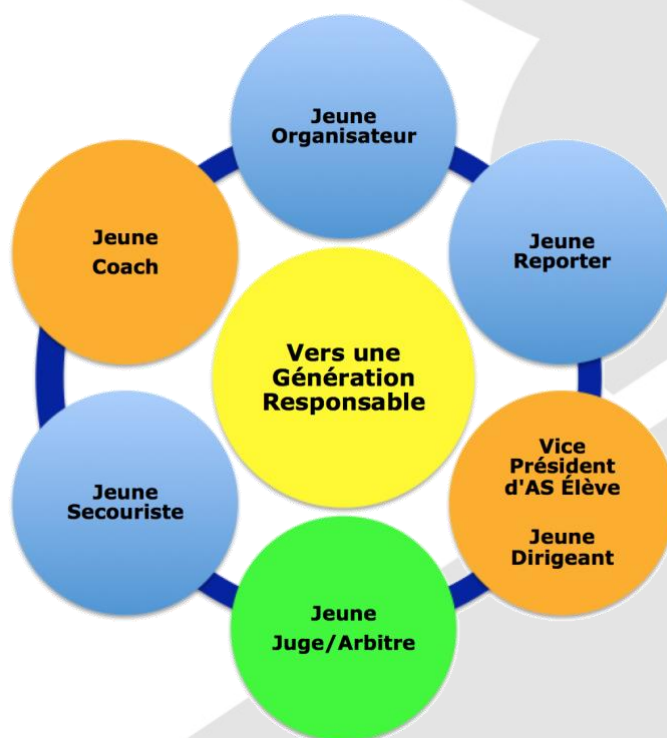 Jeune
Organisateur
Jeune
Reporter
Jeune
Coach
Vers une
Génération
Responsable
Vice
Président
d'AS Élève
Jeune
Dirigeant
Jeune
Secouriste
Jeune
Juge/Arbitre